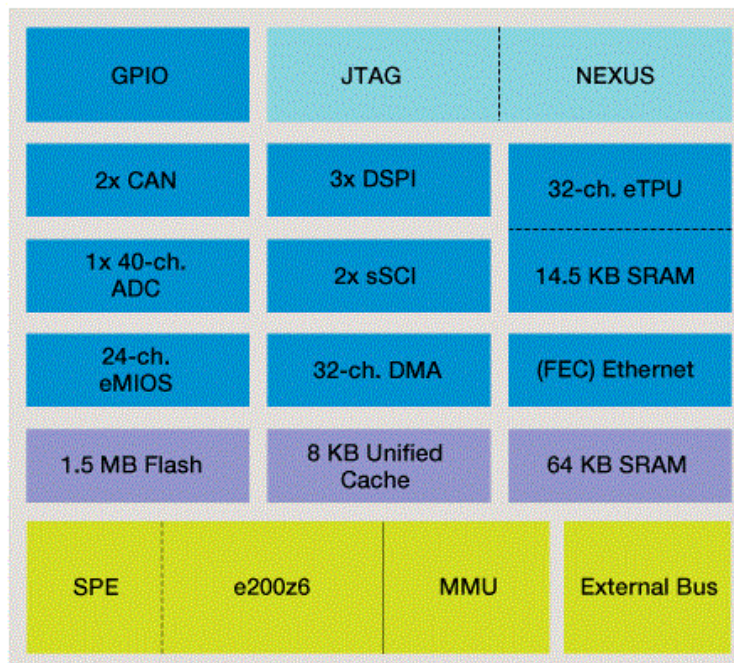 GPIO
JTAG
NEXUS
2x CAN
3x DSPI
32-ch. eTPU
1x 40-ch.
ADC
2x sSCI
14.5 KB SRAM
24-ch.
eMIOS
32-ch. DMA
(FEC) Ethernet
1.5 MB Flash
8 KB Unified
Cache
64 KB SRAM
SPE
e200z6
MMU
External Bus